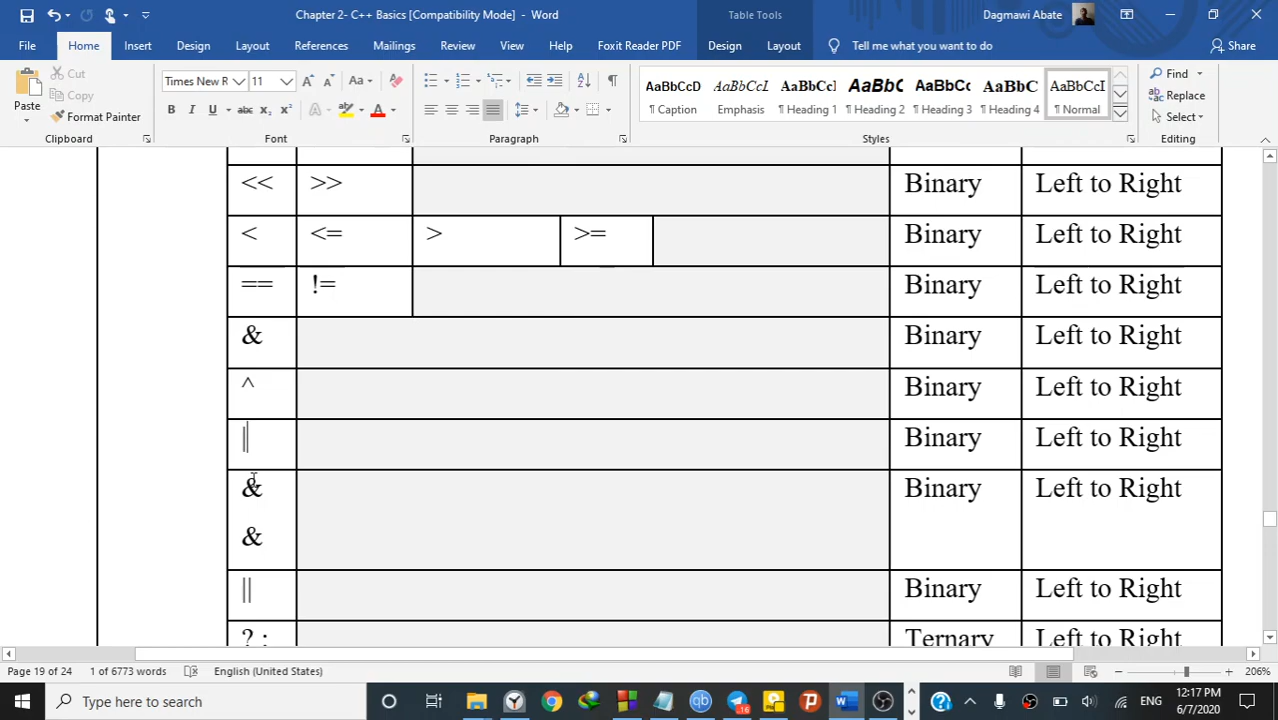 Chapter 2- C++ Basics [Compatibility Mode] - Word
Table Tools
Dagmawi Abate
File Home Insert Design Layout References Mailings Review View Help Foxit Reader PDF Design Layout Tell me what you want to do Share
Cut
Copy
Format Painter
Paste
Clipboard
Times New R 11
Font
Paragraph
AaBbCcD AaBbCcL AaBbCcl AaBbC AaBbCc AaBbC AaBbCcD AaBbCcI
¶ Caption Emphasis ¶ Heading 1 ¶ Heading 2 ¶ Heading 3 ¶ Heading 4 ¶ Normal
Styles
Find
Replace
Select
Editing
<< >> Binary Left to Right
< <= > >= Binary Left to Right
== != Binary Left to Right
& Binary Left to Right
^ Binary Left to Right
| Binary Left to Right
& Binary Left to Right
&
|| Binary Left to Right
? : Ternary Left to Right
Page 19 of 24 1 of 6773 words English (United States) 206%
Type here to search
ENG
12:17 PM
6/7/2020